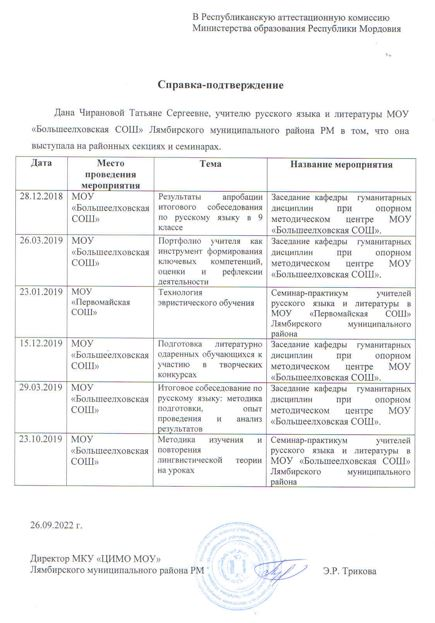 В Республиканскую аттестационную комиссию
Министерства образования Республики Мордовия
Справка-подтверждение
Дана Чирановой Татьяне Сергеевне, учителю русского языка и литературы МОУ
«Большеелховская СОШ» Лямбирского муниципального района РМ в том, что она
выступала на районных секциях и семинарах.
Дата
Место
проведения
мероприятия
Тема
Название мероприятия
28.12.2018
МОУ
«Большеелховская
СОШ»
Результаты апробации
итогового собеседования
по русскому языку в 9
классе
Заседание кафедры гуманитарных
дисциплин при опорном
методическом центре МОУ
«Большеелховская СОШ».
26.03.2019
МОУ
«Большеелховская
СОШ»
Портфолио учителя как
инструмент формирования
ключевых компетенций,
оценки и рефлексии
деятельности
Заседание кафедры гуманитарных
дисциплин при опорном
методическом центре МОУ
«Большеелховская СОШ».
23.01.2019
МОУ
«Первомайская
СОШ»
Технология
эвристического обучения
Семинар-практикум учителей
русского языка и литературы в
МОУ «Первомайская СОШ»
Лямбирского муниципального
района
15.12.2019
МОУ
«Большеелховская
СОШ»
Подготовка литературно
одаренных обучающихся к
участию в творческих
конкурсах
Заседание кафедры гуманитарных
дисциплин при опорном
методическом центре МОУ
«Большеелховская СОШ».
29.03.2019
МОУ
«Большеелховская
СОШ»
Итоговое собеседование по
русскому языку: методика
подготовки, опыт
проведения и анализ
результатов
Заседание кафедры гуманитарных
дисциплин при опорном
методическом центре МОУ
«Большеелховская СОШ».
23.10.2019
МОУ
«Большеелховская
СОШ»
Методика изучения и
повторения
лингвистической теории
на уроках
Семинар-практикум учителей
русского языка и литературы в
МОУ «Большеелховская СОШ»
Лямбирского муниципального
района
26.09.2022 г.
Директор МКУ «ЦИМО МОУ»
Лямбирского муниципального района РМ
Э.Р. Трикова